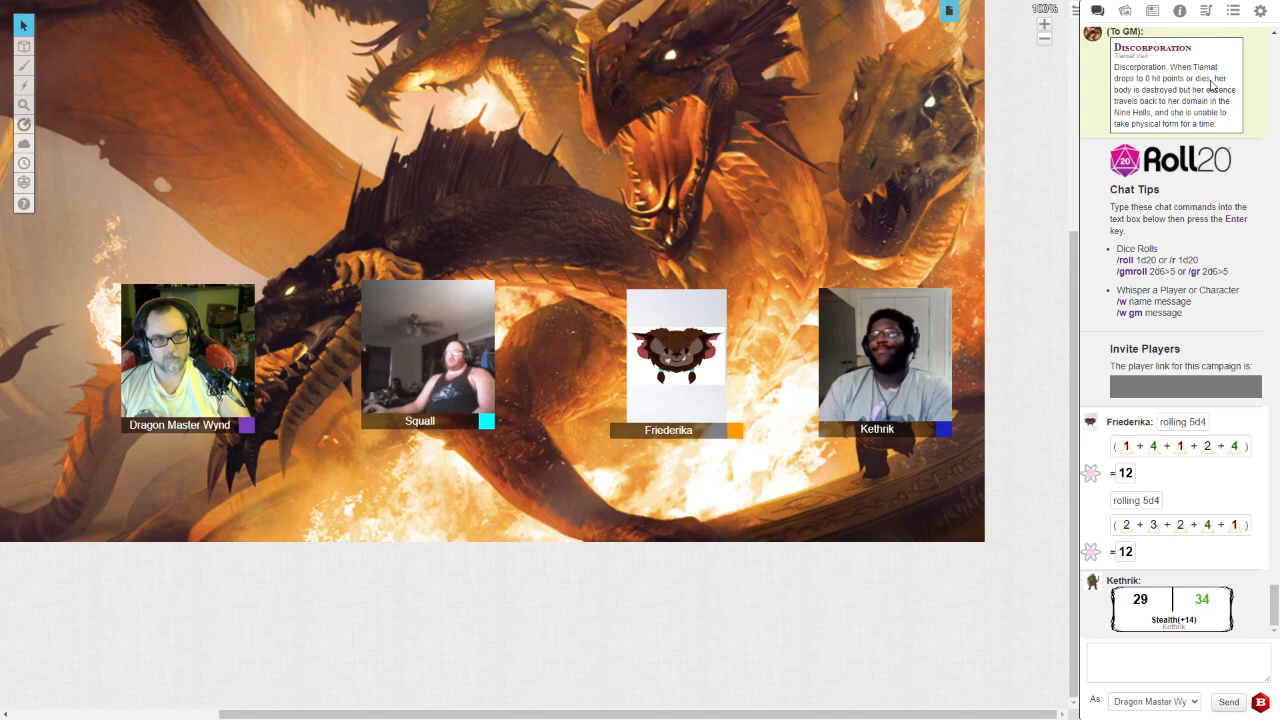 100%
(To GM):
Discorporation
Tiamat (ret)
Discorporation. When Tiamat
drops to 0 hit points or dies, her
body is destroyed but her essence
travels back to her domain in the
Nine Hells, and she is unable to
take physical form for a time.
20 Roll20
Chat Tips
Type these chat commands into the
text box below then press the Enter
key.
Dice Rolls
/roll 1d20 or /r 1d20
/gmroll 2d6>5 or /gr 2d6>5
Whisper a Player or Character
/w name message
/w gm message
Invite Players
The player link for this campaign is:
Dragon Master Wynd
Squall
Friederika
Kethrik
Friederika: rolling 5d4
( 1 + 4 + 1 + 2 + 4 )
= 12
rolling 5d4
( 2 + 3 + 2 + 4 + 1 )
= 12
Kethrik:
29 34
Stealth(+14)
Kethrik
As: Dragon Master Wy Send B